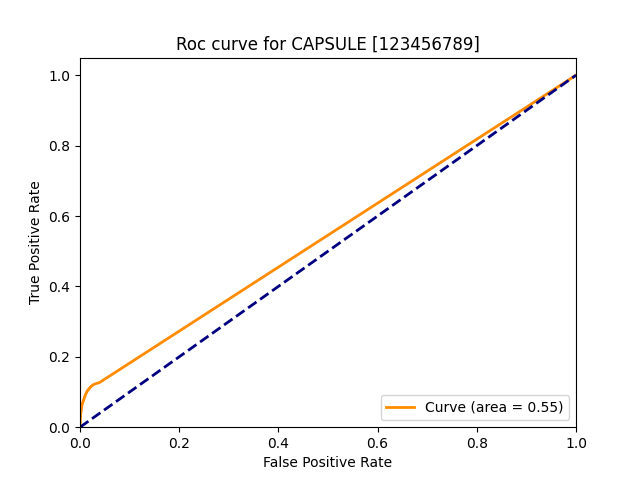 Roc curve for CAPSULE [123456789]
True Positive Rate
1.0
0.8
0.6
0.4
0.2
0.0
0.0 0.2 0.4 0.6 0.8 1.0
False Positive Rate
Curve (area = 0.55)